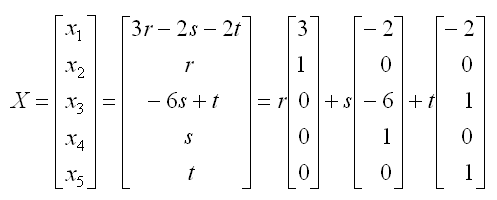 x₁ 3r − 2s − 2t 3 − 2 − 2
x₂ r 1 0 0
X = x₃ = − 6s + t = r 0 + s − 6 + t 1
x₄ s 0 1 0
x₅ t 0 0 1